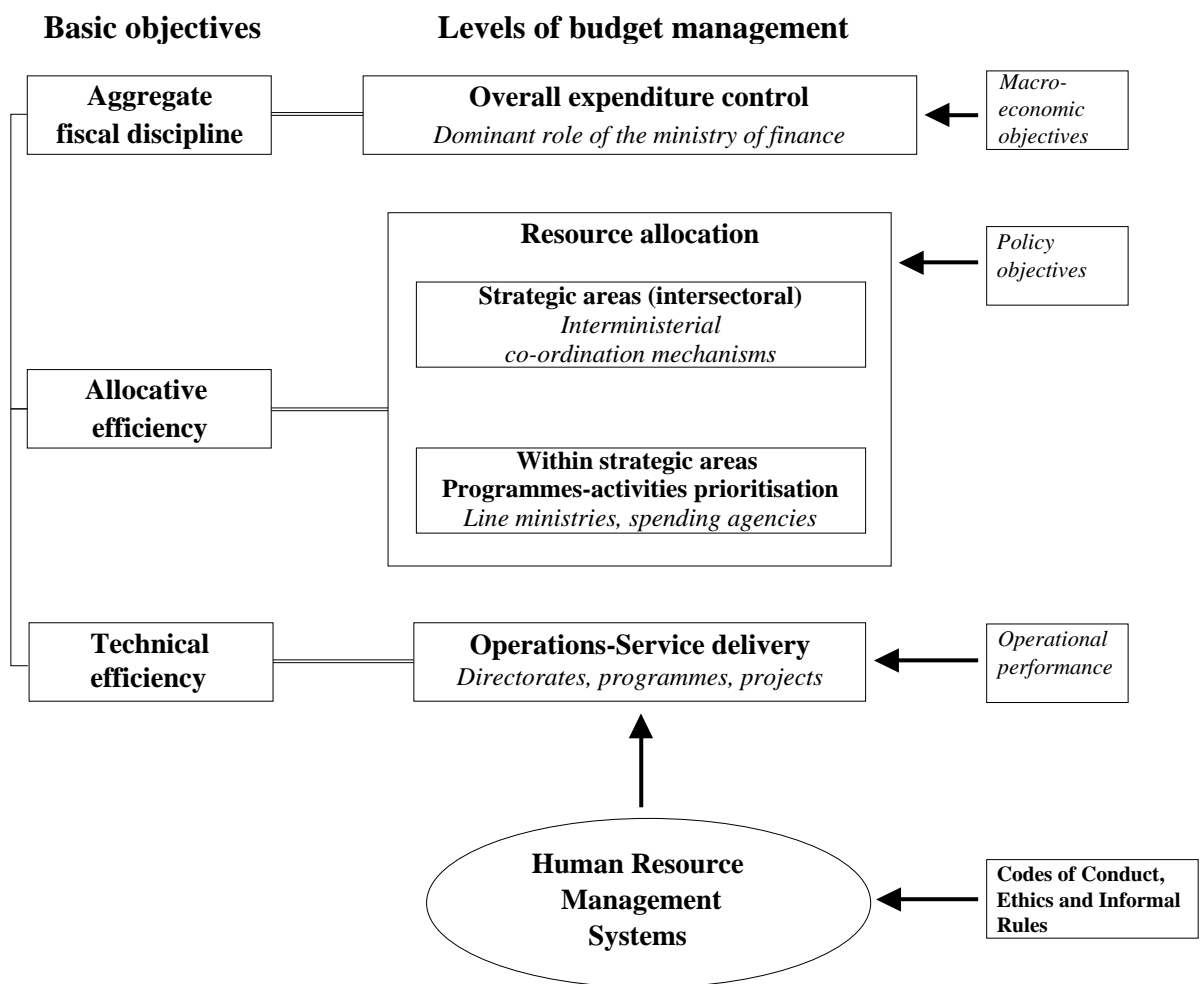 Basic objectives
Levels of budget management
Aggregate
fiscal discipline
Overall expenditure control
Dominant role of the ministry of finance
Macro-
economic
objectives
Resource allocation
Policy
objectives
Strategic areas (intersectoral)
Interministerial
co-ordination mechanisms
Allocative
efficiency
Within strategic areas
Programmes-activities prioritisation
Line ministries, spending agencies
Technical
efficiency
Operations-Service delivery
Directorates, programmes, projects
Operational
performance
Human Resource
Management
Systems
Codes of Conduct,
Ethics and Informal
Rules